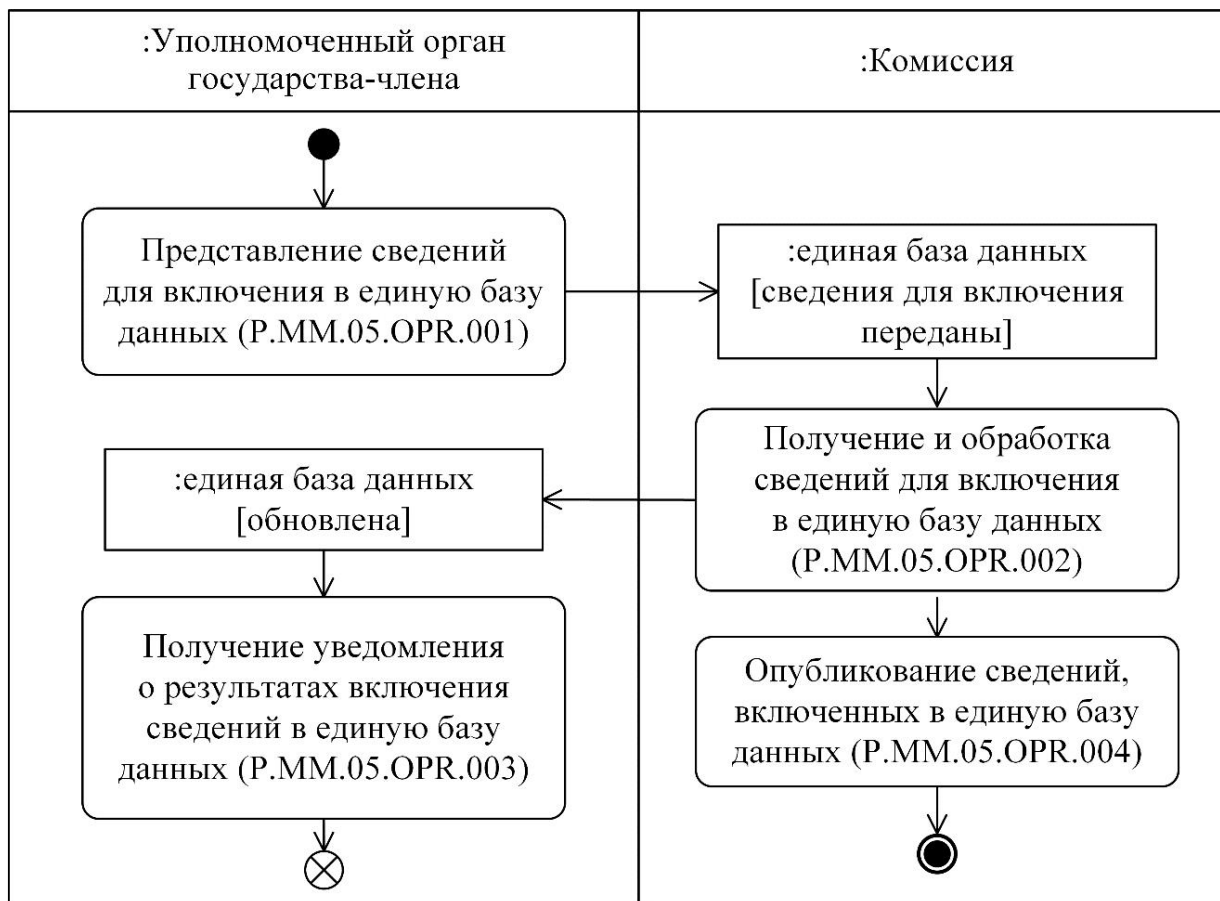 :Уполномоченный орган
государства-члена
:Комиссия
Представление сведений
для включения в единую базу
данных (P.MM.05.OPR.001)
:единая база данных
[сведения для включения
переданы]
Получение и обработка
сведений для включения
в единую базу данных
(P.MM.05.OPR.002)
:единая база данных
[обновлена]
Получение уведомления
о результатах включения
сведений в единую базу
данных (P.MM.05.OPR.003)
Опубликование сведений,
включенных в единую базу
данных (P.MM.05.OPR.004)